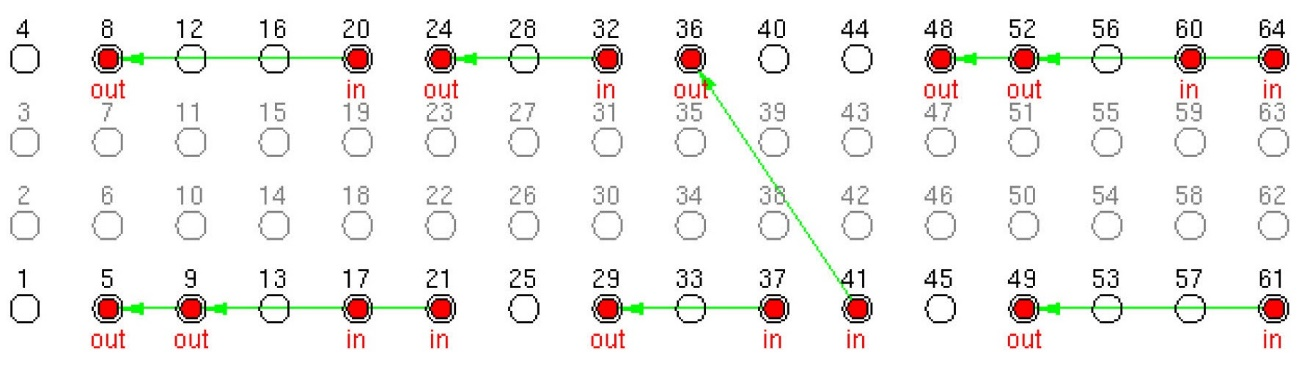 4 8 12 16 20 24 28 32 36 40 44 48 52 56 60 64
out in out in out out out in in
3 7 11 15 19 23 27 31 35 39 43 47 51 55 59 63
2 6 10 14 18 22 26 30 34 38 42 46 50 54 58 62
1 5 9 13 17 21 25 29 33 37 41 45 49 53 57 61
out out in in out in in out in